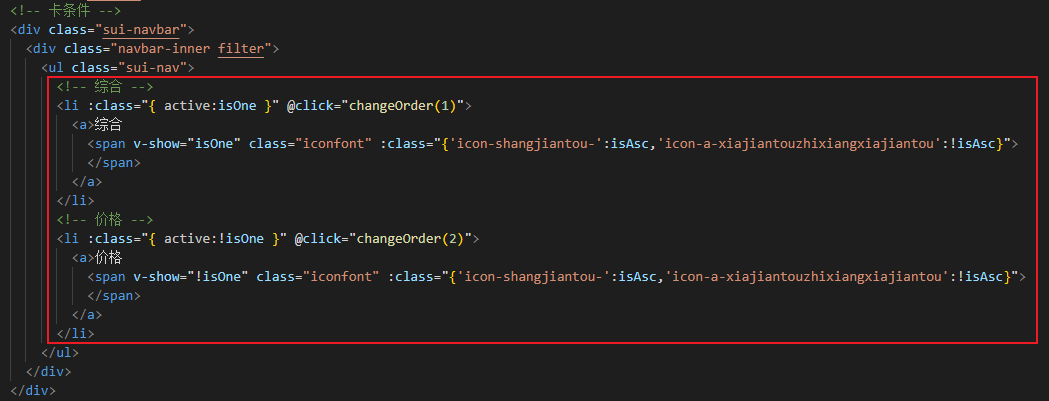 <!-- 卡条件 -->
<div class="sui-navbar">
<div class="navbar-inner filter">
<ul class="sui-nav">
<!-- 综合 -->
<li :class="{ active:isOne }" @click="changeOrder(1)">
<a>综合
<span v-show="isOne" class="iconfont" :class="{'icon-shangjiantou-':isAsc,'icon-a-xiajiantouzhixiangxiajiantou':!isAsc}">
</span>
</a>
</li>
<!-- 价格 -->
<li :class="{ active:!isOne }" @click="changeOrder(2)">
<a>价格
<span v-show="!isOne" class="iconfont" :class="{'icon-shangjiantou-':isAsc,'icon-a-xiajiantouzhixiangxiajiantou':!isAsc}">
</span>
</a>
</li>
</ul>
</div>
</div>